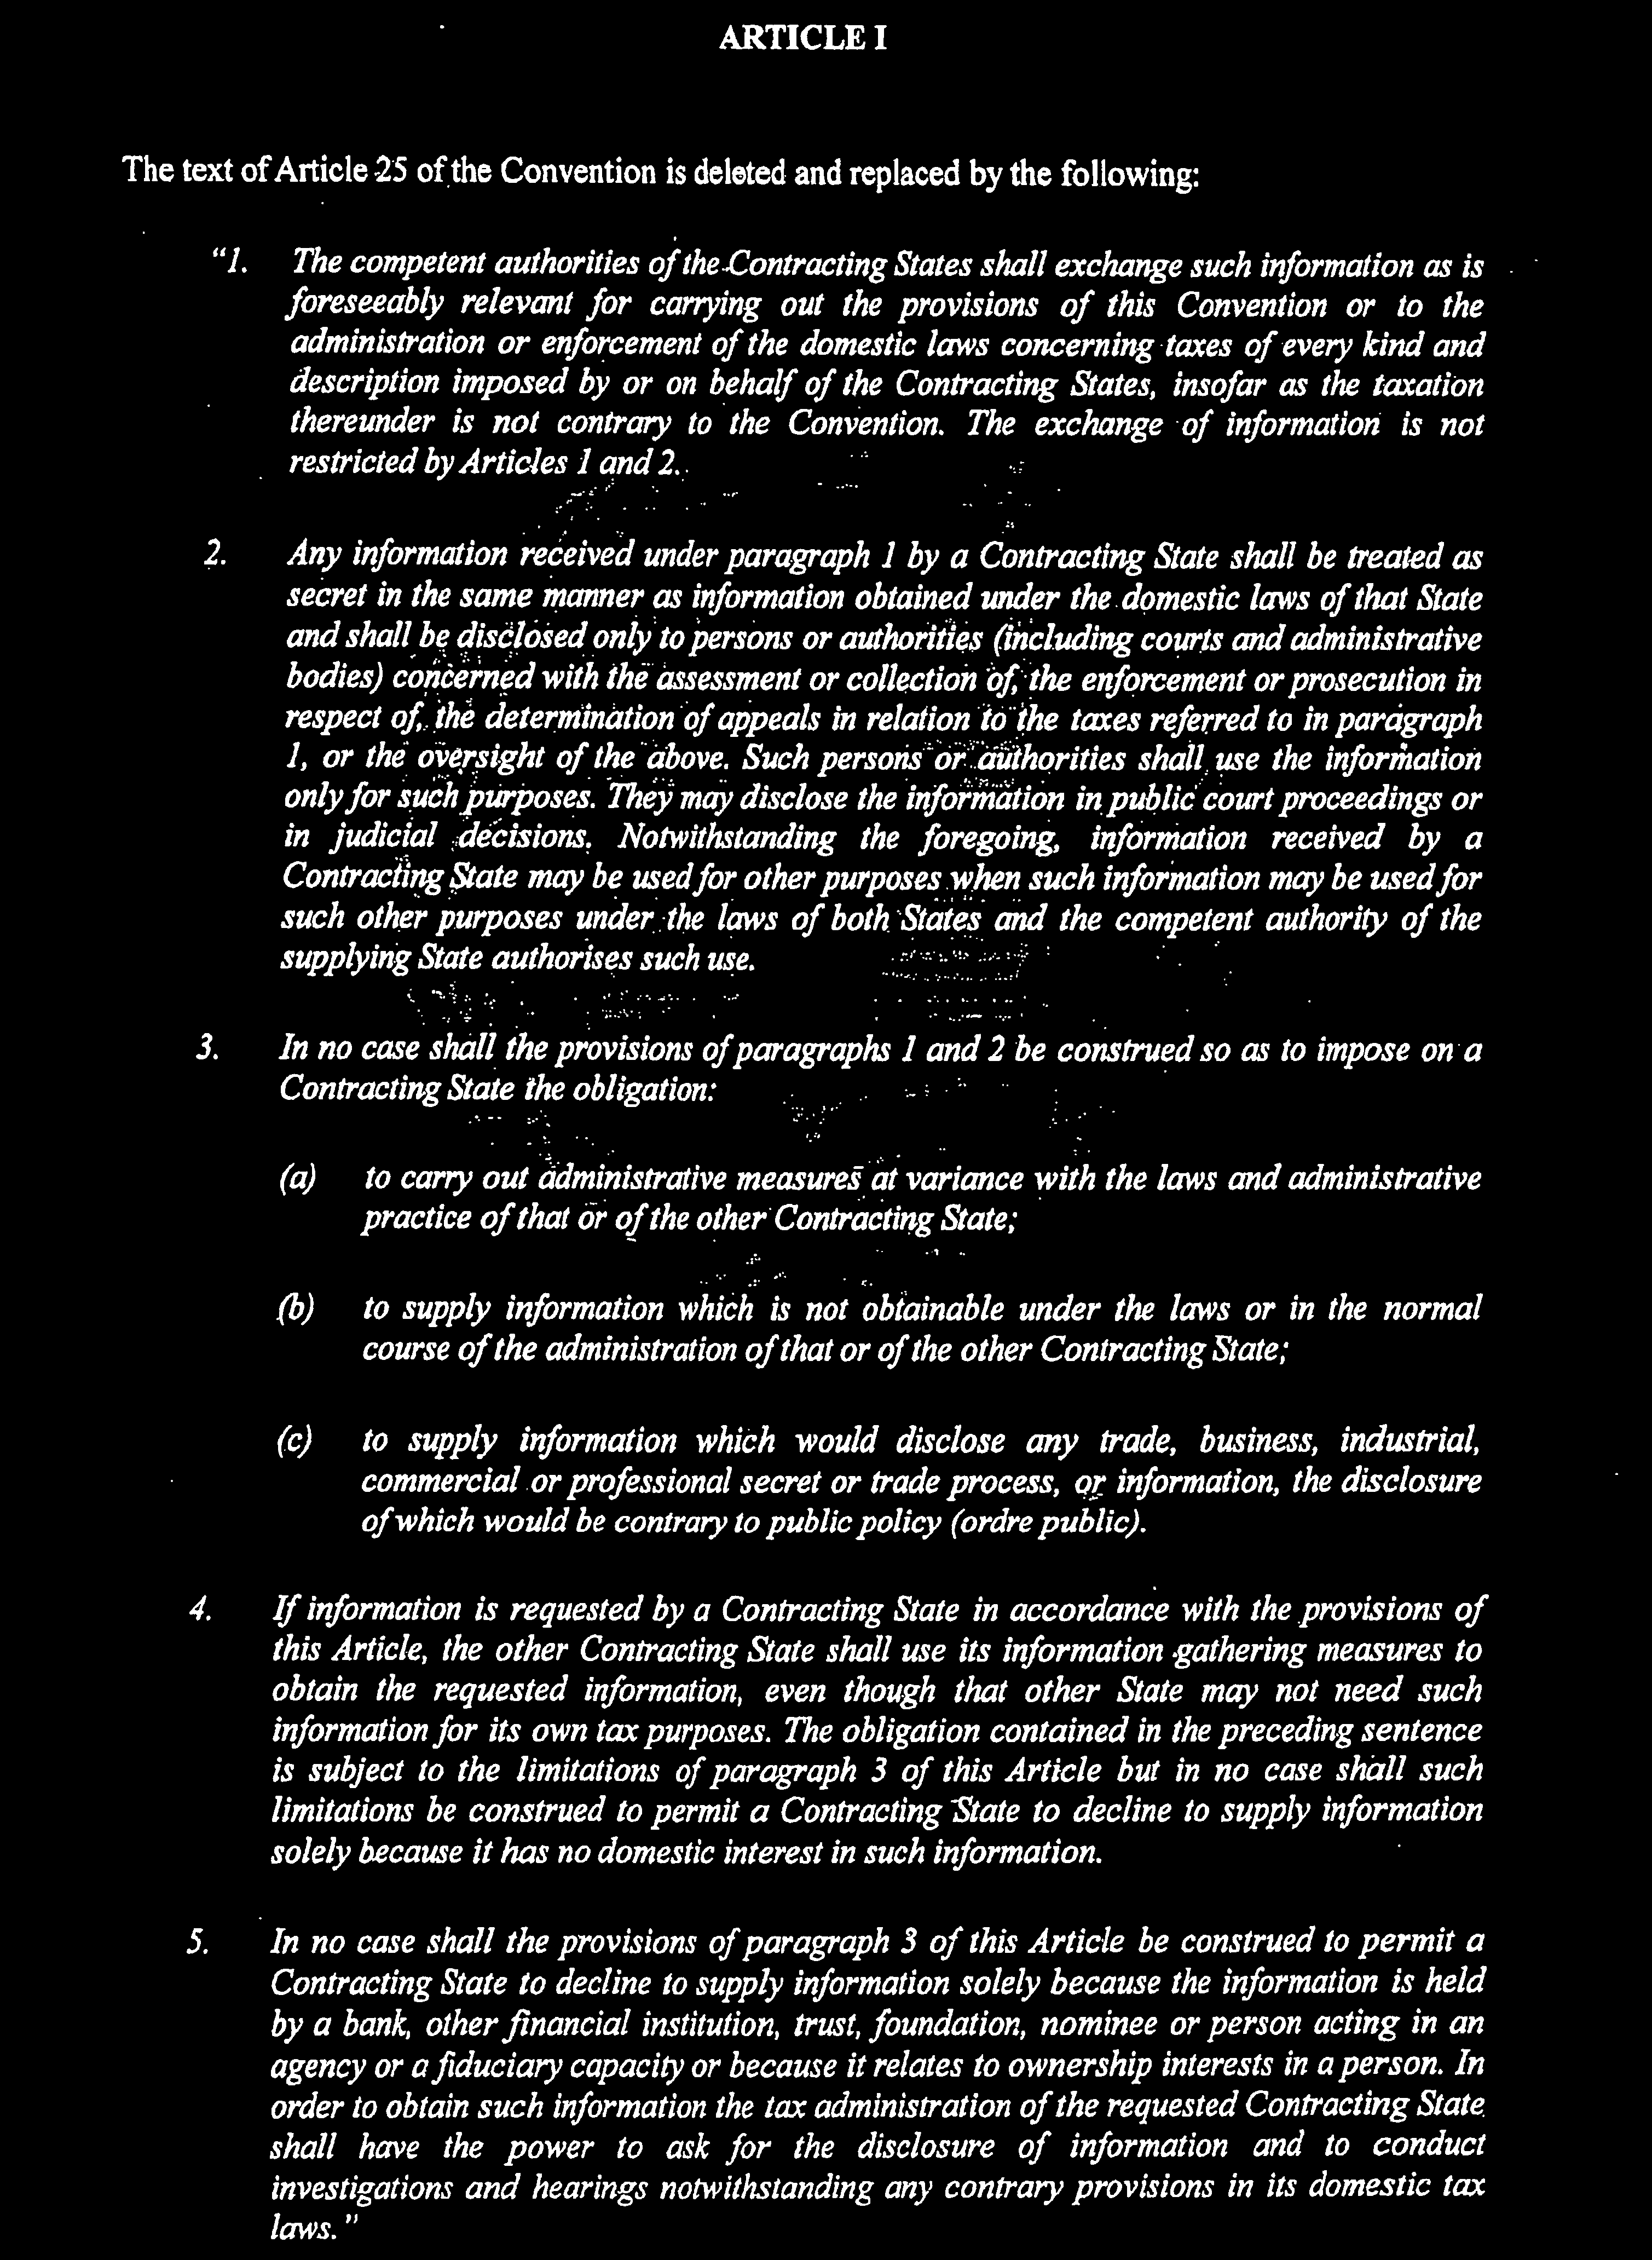 ARTICLE I
The text of Article 25 of the Convention is deleted and replaced by the following:
"1. The competent authorities of the Contracting States shall exchange such information as is
foreseeably relevant for carrying out the provisions of this Convention or to the
administration or enforcement of the domestic laws concerning taxes of every kind and
description imposed by or on behalf of the Contracting States, insofar as the taxation
thereunder is not contrary to the Convention. The exchange of information is not
restricted by Articles 1 and 2.
2. Any information received under paragraph 1 by a Contracting State shall be treated as
secret in the same manner as information obtained under the domestic laws of that State
and shall be disclosed only to persons or authorities (including courts and administrative
bodies) concerned with the assessment or collection of, the enforcement or prosecution in
respect of, the determination of appeals in relation to the taxes referred to in paragraph
1, or the oversight of the above. Such persons or authorities shall use the information
only for such purposes. They may disclose the information in public court proceedings or
in judicial decisions. Notwithstanding the foregoing, information received by a
Contracting State may be used for other purposes when such information may be used for
such other purposes under the laws of both States and the competent authority of the
supplying State authorises such use.
3. In no case shall the provisions of paragraphs 1 and 2 be construed so as to impose on a
Contracting State the obligation:
(a) to carry out administrative measures at variance with the laws and administrative
practice of that or of the other Contracting State;
(b) to supply information which is not obtainable under the laws or in the normal
course of the administration of that or of the other Contracting State;
(c) to supply information which would disclose any trade, business, industrial,
commercial or professional secret or trade process, or information, the disclosure
of which would be contrary to public policy (ordre public).
4. If information is requested by a Contracting State in accordance with the provisions of
this Article, the other Contracting State shall use its information gathering measures to
obtain the requested information, even though that other State may not need such
information for its own tax purposes. The obligation contained in the preceding sentence
is subject to the limitations of paragraph 3 of this Article but in no case shall such
limitations be construed to permit a Contracting State to decline to supply information
solely because it has no domestic interest in such information.
5. In no case shall the provisions of paragraph 3 of this Article be construed to permit a
Contracting State to decline to supply information solely because the information is held
by a bank, other financial institution, trust, foundation, nominee or person acting in an
agency or a fiduciary capacity or because it relates to ownership interests in a person. In
order to obtain such information the tax administration of the requested Contracting State
shall have the power to ask for the disclosure of information and to conduct
investigations and hearings notwithstanding any contrary provisions in its domestic tax
laws."